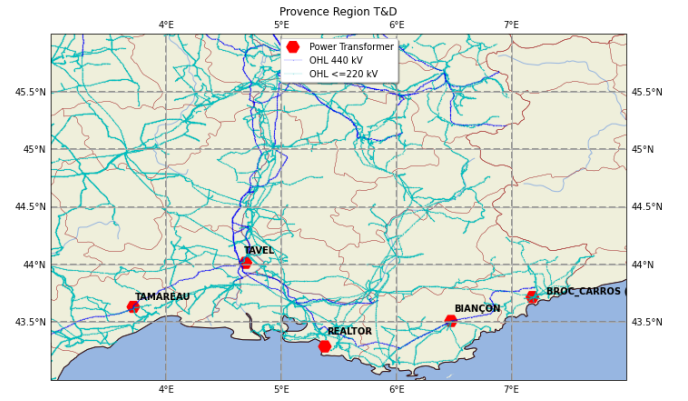 Provence Region T&D
4°E 5°E 6°E 7°E
Power Transformer
OHL 440 kV
OHL <=220 kV
45.5°N 45.5°N
45°N 45°N
44.5°N 44.5°N
TAVEL
44°N 44°N
TAMAREAU
BROC_CARROS (
BIANÇON
43.5°N 43.5°N
REALTOR
4°E 5°E 6°E 7°E